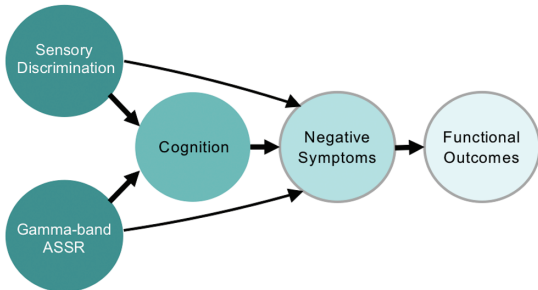 Sensory
Discrimination
Cognition
Negative
Symptoms
Functional
Outcomes
Gamma-band
ASSR